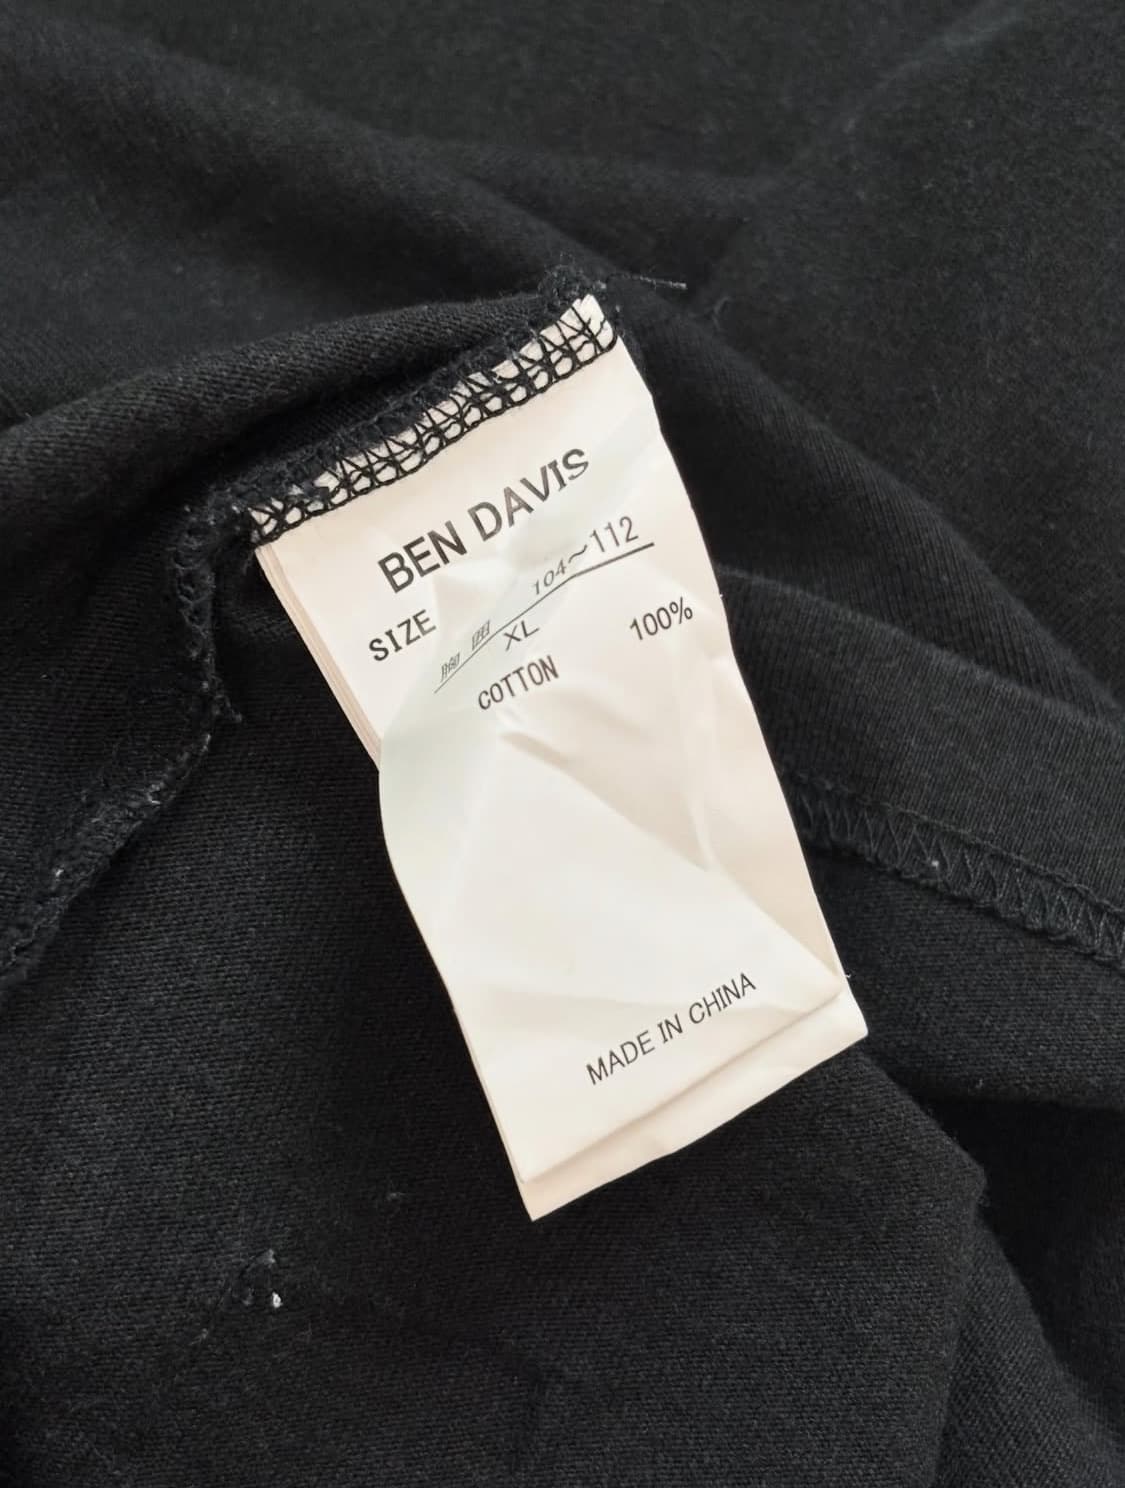 BEN DAVIS
SIZE 胸囲 104～112
XL
COTTON 100%
MADE IN CHINA